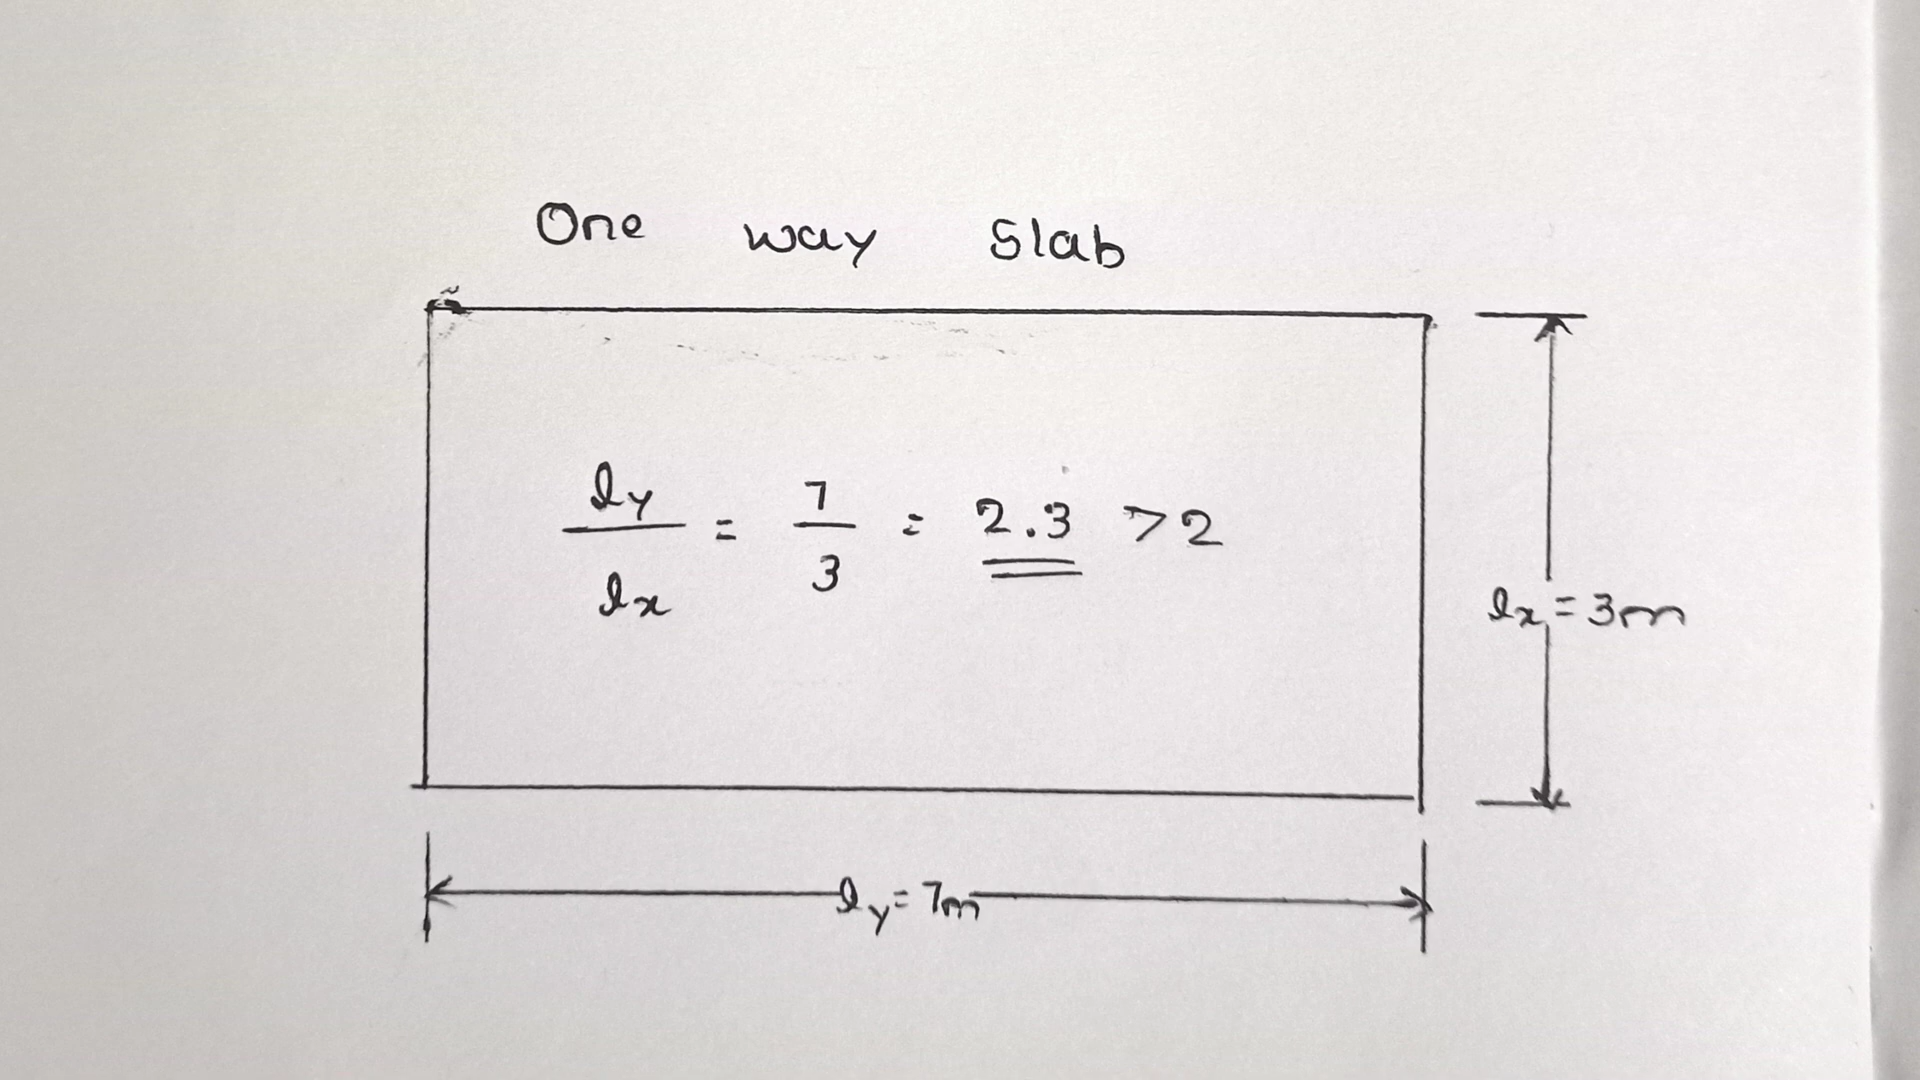 One way Slab
ly/lx = 7/3 = 2.3 >2
lx = 3m
ly = 7m